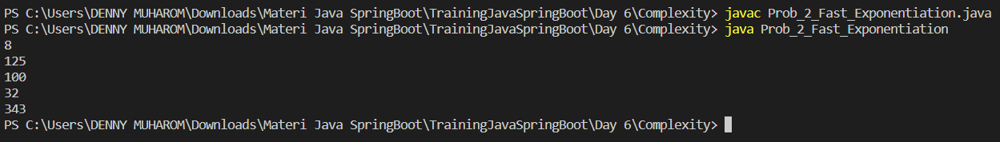 PS C:\Users\DENNY MUHAROM\Downloads\Materi Java SpringBoot\TrainingJavaSpringBoot\Day 6\Complexity> javac Prob_2_Fast_Exponentiation.java
PS C:\Users\DENNY MUHAROM\Downloads\Materi Java SpringBoot\TrainingJavaSpringBoot\Day 6\Complexity> java Prob_2_Fast_Exponentiation
8
125
100
32
343
PS C:\Users\DENNY MUHAROM\Downloads\Materi Java SpringBoot\TrainingJavaSpringBoot\Day 6\Complexity>